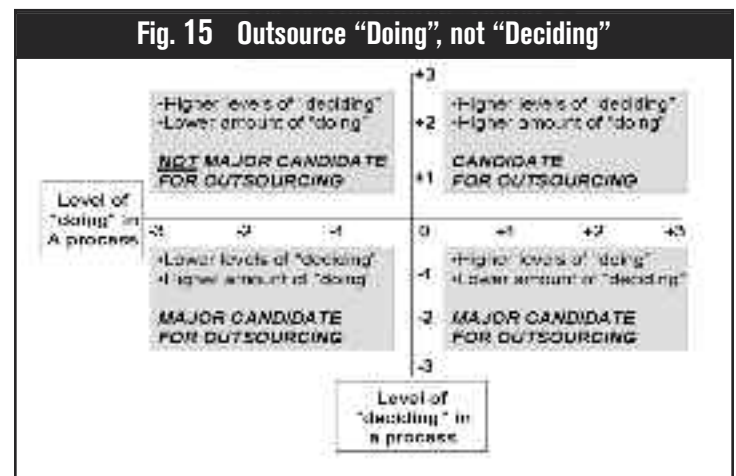 Fig. 15 Outsource “Doing”, not “Deciding”
+3
-Higher levels of "deciding"
-Lower amount of "doing"
NOT MAJOR CANDIDATE
FOR OUTSOURCING
+2
-Higher levels of "deciding"
-Higher amount of "doing"
CANDIDATE
FOR OUTSOURCING
+1
Level of
"doing" in
A process
-3 -2 -1 0 +1 +2 +3
-Lower levels of "deciding"
-Higher amount of "doing"
MAJOR CANDIDATE
FOR OUTSOURCING
-1
-Higher levels of "doing"
-Lower amount of "deciding"
-2
MAJOR CANDIDATE
FOR OUTSOURCING
-3
Level of
"deciding" in
a process